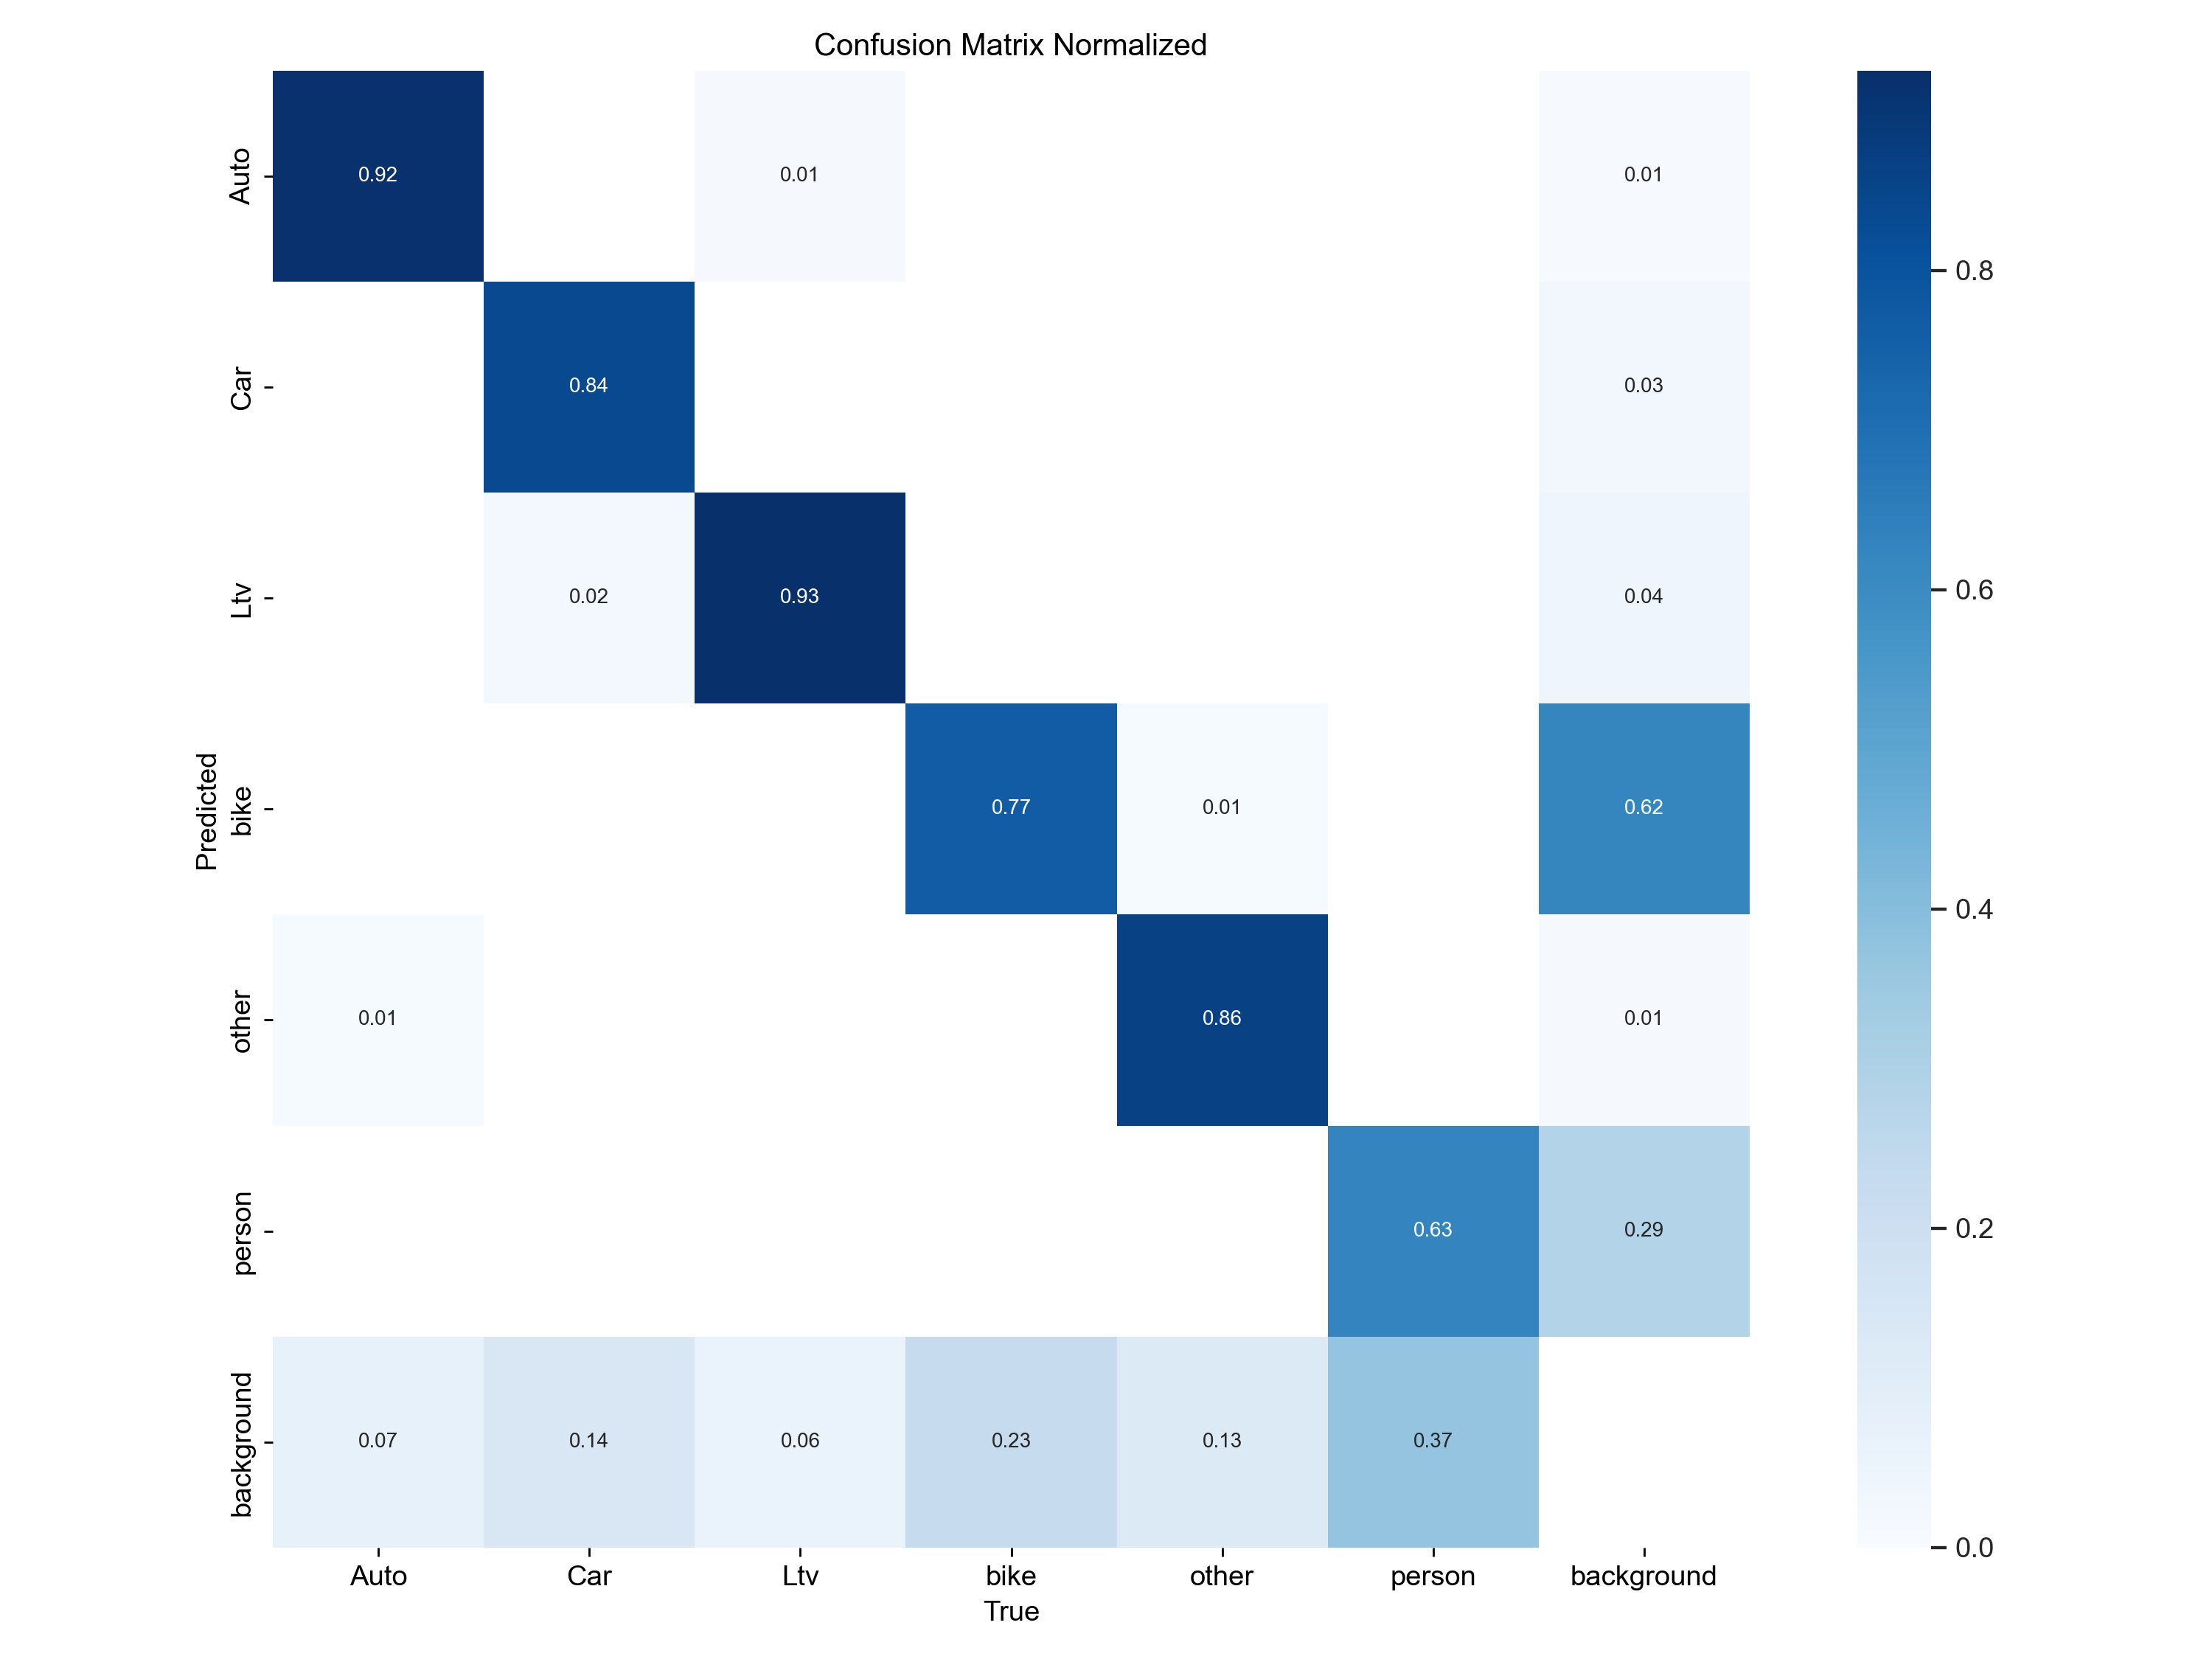 Confusion Matrix Normalized
Auto
0.92
0.01
0.01
Car
0.84
0.03
Ltv
0.02
0.93
0.04
Predicted
bike
0.77
0.01
0.62
other
0.01
0.86
0.01
person
0.63
0.29
background
0.07
0.14
0.06
0.23
0.13
0.37
Auto
Car
Ltv
bike
other
person
background
True
0.8
0.6
0.4
0.2
0.0